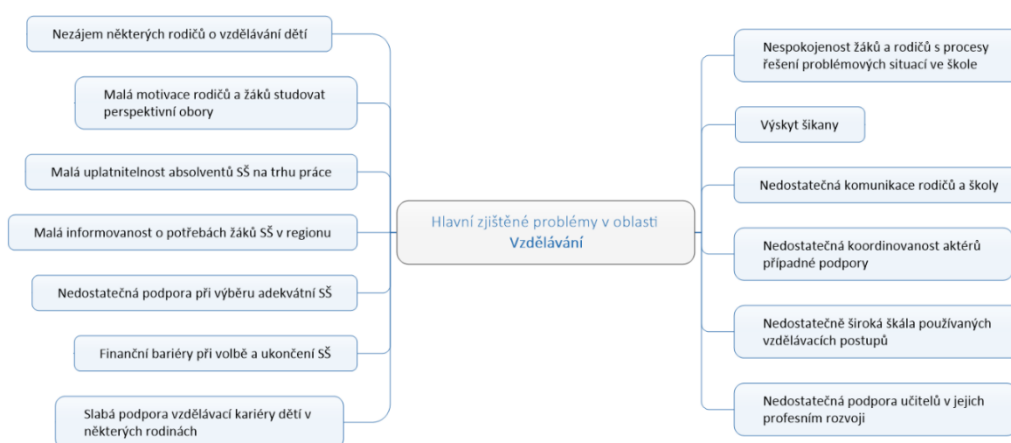 Nezájem některých rodičů o vzdělávání dětí
Malá motivace rodičů a žáků studovat
perspektivní obory
Malá uplatnitelnost absolventů SŠ na trhu práce
Malá informovanost o potřebách žáků SŠ v regionu
Nedostatečná podpora při výběru adekvátní SŠ
Finanční bariéry při volbě a ukončení SŠ
Slabá podpora vzdělávací kariéry dětí v
některých rodinách
Hlavní zjištěné problémy v oblasti
Vzdělávání
Nespokojenost žáků a rodičů s procesy
řešení problémových situací ve škole
Výskyt šikany
Nedostatečná komunikace rodičů a školy
Nedostatečná koordinovanost aktérů
případné podpory
Nedostatečně široká škála používaných
vzdělávacích postupů
Nedostatečná podpora učitelů v jejich
profesním rozvoji